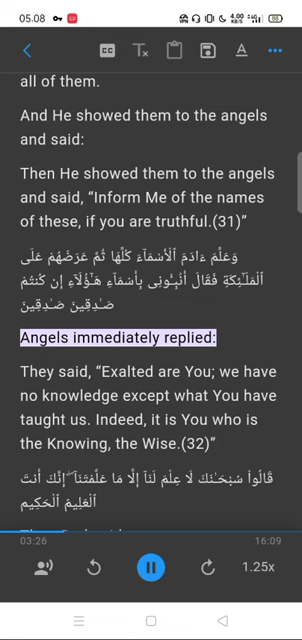 05.08
4.00
KB/S
all of them.
And He showed them to the angels
and said:
Then He showed them to the angels
and said, “Inform Me of the names
of these, if you are truthful.(31)”
وَعَلَّمَ ءَادَمَ ٱلْأَسْمَآءَ كُلَّهَا ثُمَّ عَرَضَهُمْ عَلَى
ٱلْمَلَـٰٓئِكَةِ فَقَالَ أَنۢبِـُٔونِى بِأَسْمَآءِ هَـٰٓؤُلَآءِ إِن كُنتُمْ
صَـٰدِقِينَ صَـٰدِقِينَ
Angels immediately replied:
They said, “Exalted are You; we have
no knowledge except what You have
taught us. Indeed, it is You who is
the Knowing, the Wise.(32)”
قَالُوا۟ سُبْحَـٰنَكَ لَا عِلْمَ لَنَآ إِلَّا مَا عَلَّمْتَنَآ ۖ إِنَّكَ أَنتَ
ٱلْعَلِيمُ ٱلْحَكِيمُ
03:26
16:09
1.25x